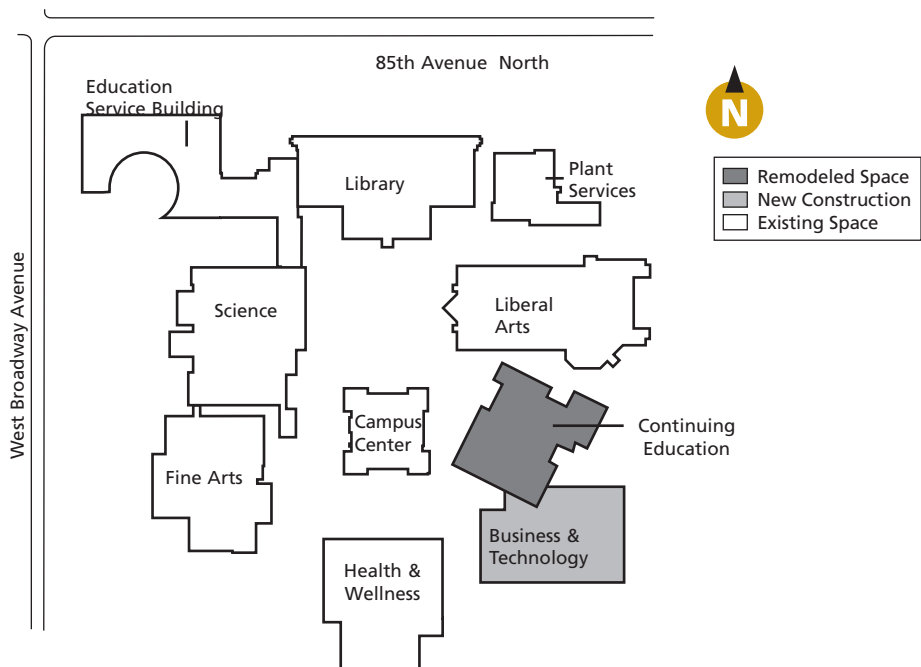 85th Avenue North
Education
Service Building
N
Library
Plant
Services
Remodeled Space
New Construction
Existing Space
West Broadway Avenue
Science
Liberal
Arts
Campus
Center
Continuing
Education
Fine Arts
Business &
Technology
Health &
Wellness